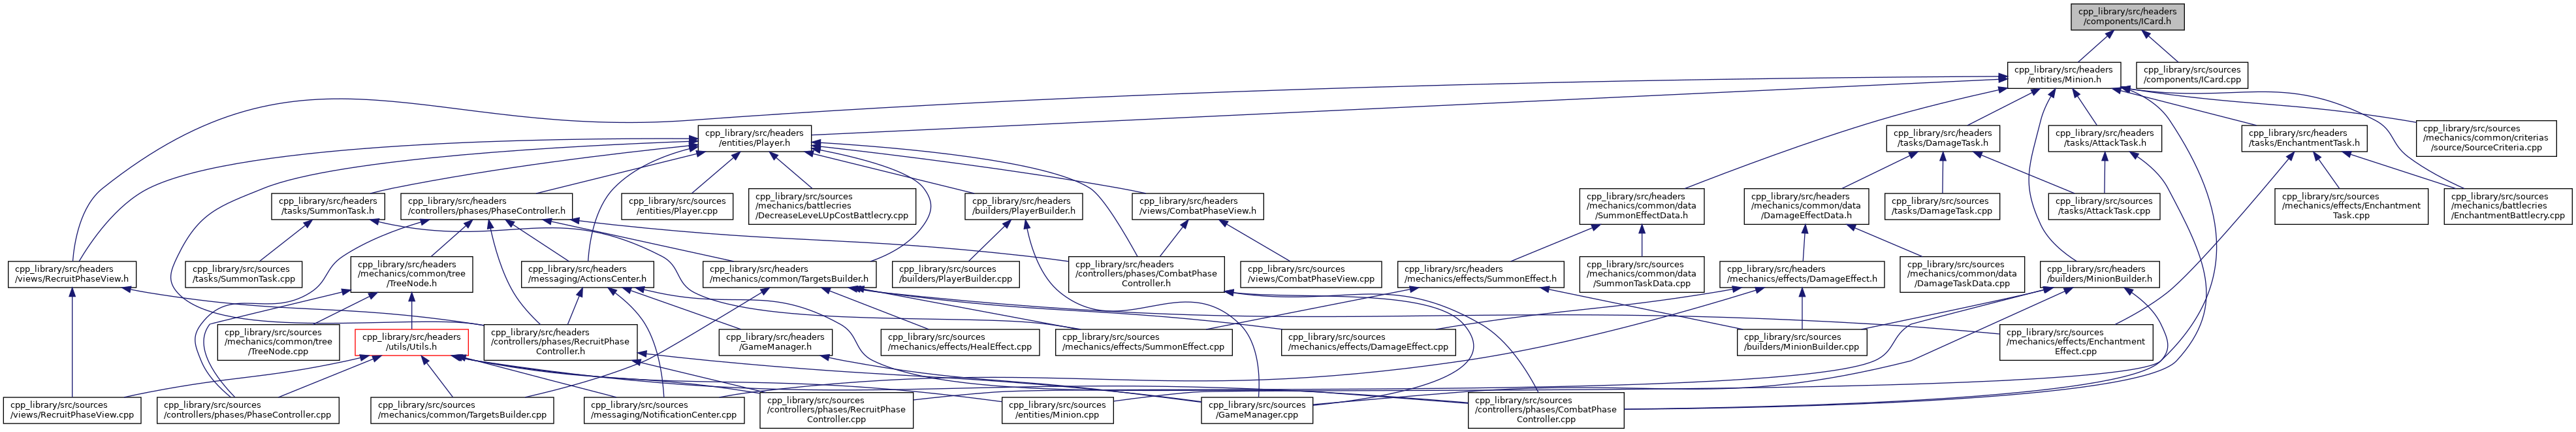 cpp_library/src/headers
/components/ICard.h
cpp_library/src/headers
/entities/Minion.h
cpp_library/src/sources
/components/ICard.cpp
cpp_library/src/headers
/entities/Player.h
cpp_library/src/headers
/tasks/DamageTask.h
cpp_library/src/headers
/tasks/AttackTask.h
cpp_library/src/headers
/tasks/EnchantmentTask.h
cpp_library/src/sources
/mechanics/common/criterias
/source/SourceCriteria.cpp
cpp_library/src/headers
/tasks/SummonTask.h
cpp_library/src/headers
/controllers/phases/PhaseController.h
cpp_library/src/sources
/entities/Player.cpp
cpp_library/src/sources
/mechanics/battlecries
/DecreaseLeveLUpCostBattlecry.cpp
cpp_library/src/headers
/builders/PlayerBuilder.h
cpp_library/src/headers
/views/CombatPhaseView.h
cpp_library/src/headers
/mechanics/common/data
/SummonEffectData.h
cpp_library/src/headers
/mechanics/common/data
/DamageEffectData.h
cpp_library/src/sources
/tasks/DamageTask.cpp
cpp_library/src/sources
/tasks/AttackTask.cpp
cpp_library/src/sources
/mechanics/effects/Enchantment
Task.cpp
cpp_library/src/sources
/mechanics/battlecries
/EnchantmentBattlecry.cpp
cpp_library/src/headers
/views/RecruitPhaseView.h
cpp_library/src/sources
/tasks/SummonTask.cpp
cpp_library/src/headers
/mechanics/common/tree
/TreeNode.h
cpp_library/src/headers
/messaging/ActionsCenter.h
cpp_library/src/headers
/mechanics/common/TargetsBuilder.h
cpp_library/src/sources
/builders/PlayerBuilder.cpp
cpp_library/src/headers
/controllers/phases/CombatPhase
Controller.h
cpp_library/src/sources
/views/CombatPhaseView.cpp
cpp_library/src/headers
/mechanics/effects/SummonEffect.h
cpp_library/src/sources
/mechanics/common/data
/SummonTaskData.cpp
cpp_library/src/headers
/mechanics/effects/DamageEffect.h
cpp_library/src/sources
/mechanics/common/data
/DamageTaskData.cpp
cpp_library/src/headers
/builders/MinionBuilder.h
cpp_library/src/sources
/mechanics/common/tree
/TreeNode.cpp
cpp_library/src/headers
/utils/Utils.h
cpp_library/src/headers
/controllers/phases/RecruitPhase
Controller.h
cpp_library/src/headers
/GameManager.h
cpp_library/src/sources
/mechanics/effects/HealEffect.cpp
cpp_library/src/sources
/mechanics/effects/SummonEffect.cpp
cpp_library/src/sources
/mechanics/effects/DamageEffect.cpp
cpp_library/src/sources
/builders/MinionBuilder.cpp
cpp_library/src/sources
/mechanics/effects/Enchantment
Effect.cpp
cpp_library/src/sources
/views/RecruitPhaseView.cpp
cpp_library/src/sources
/controllers/phases/PhaseController.cpp
cpp_library/src/sources
/mechanics/common/TargetsBuilder.cpp
cpp_library/src/sources
/messaging/NotificationCenter.cpp
cpp_library/src/sources
/controllers/phases/RecruitPhase
Controller.cpp
cpp_library/src/sources
/entities/Minion.cpp
cpp_library/src/sources
/GameManager.cpp
cpp_library/src/sources
/controllers/phases/CombatPhase
Controller.cpp